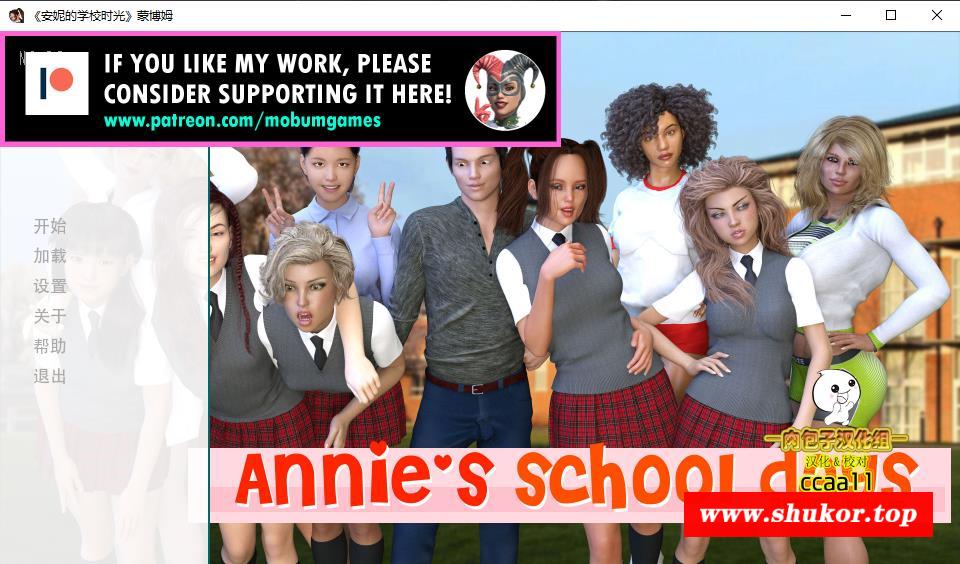 《安妮的学校时光》蒙博姆
IF YOU LIKE MY WORK, PLEASE
CONSIDER SUPPORTING IT HERE!
www.patreon.com/mobumgames
开始
加载
设置
关于
帮助
退出
肉包子汉化组
汉化&校对
ccaa11
Annie's School
www.shukor.top